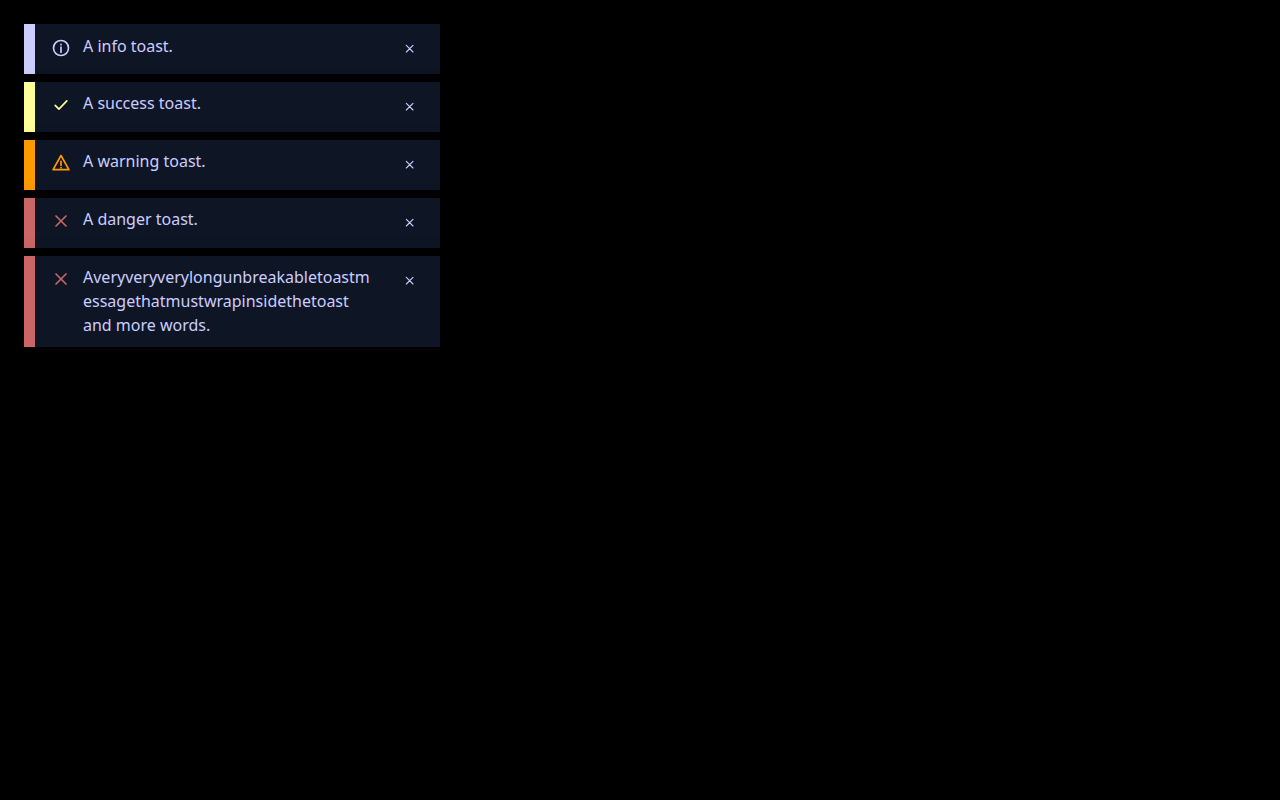 A info toast.
A success toast.
A warning toast.
A danger toast.
Averyveryverylongunbreakabletoastm
essagethatmustwrapinsidethetoast
and more words.